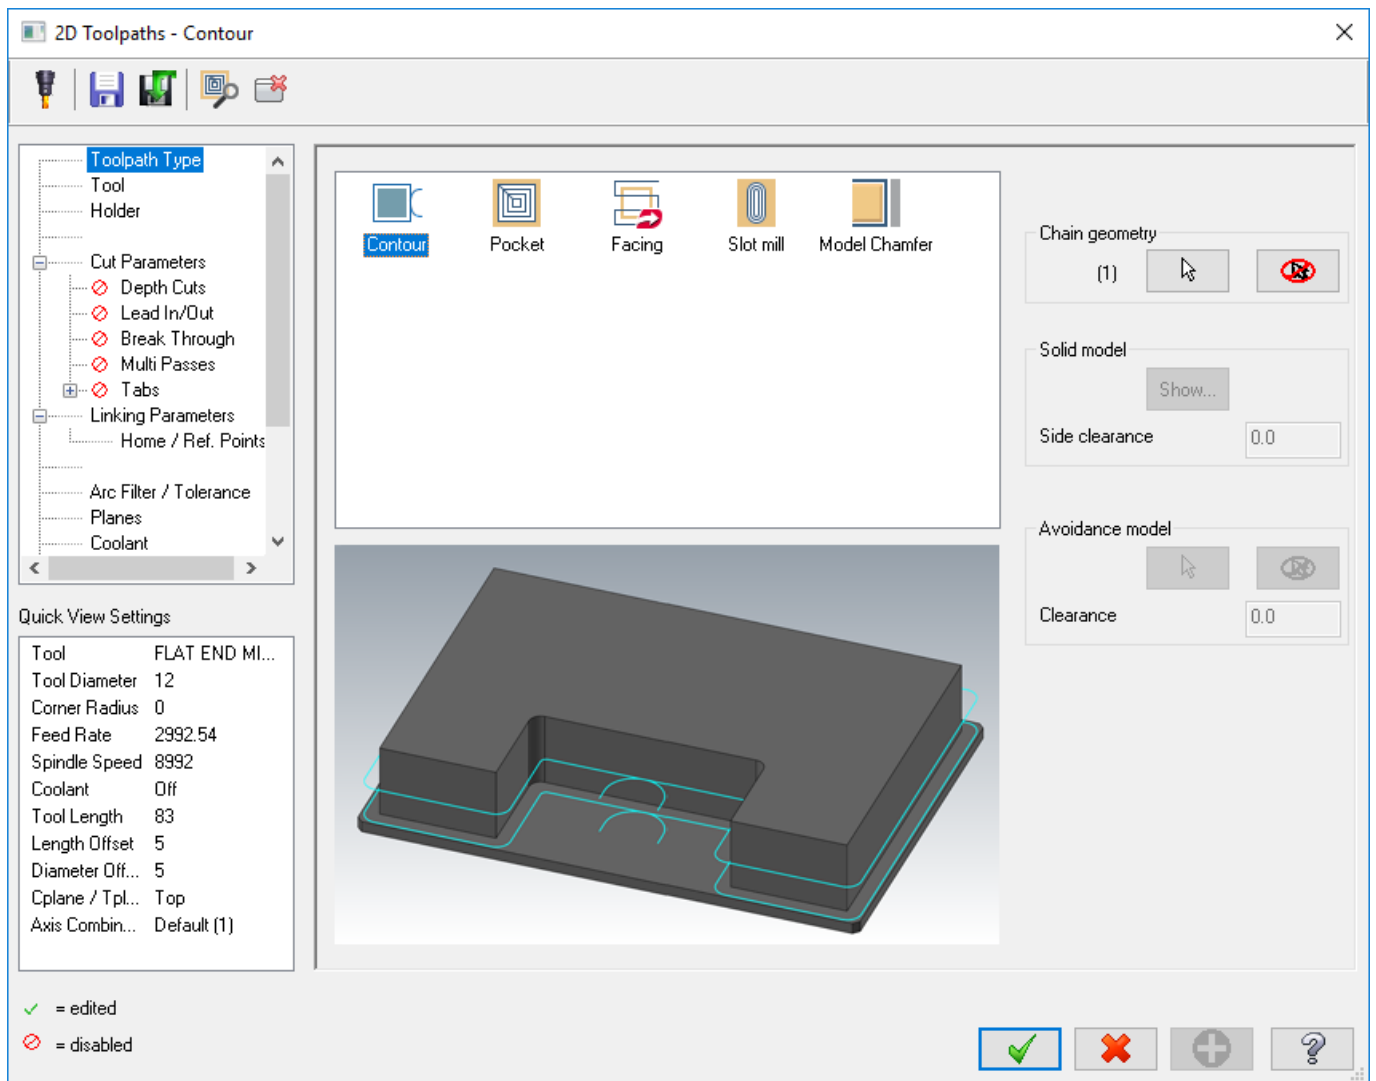 2D Toolpaths - Contour
Toolpath Type
Tool
Holder
Cut Parameters
Depth Cuts
Lead In/Out
Break Through
Multi Passes
Tabs
Linking Parameters
Home / Ref. Points
Arc Filter / Tolerance
Planes
Coolant
Contour
Pocket
Facing
Slot mill
Model Chamfer
Chain geometry
(1)
Solid model
Show...
Side clearance
0.0
Avoidance model
Clearance
0.0
Quick View Settings
Tool FLAT END MI...
Tool Diameter 12
Corner Radius 0
Feed Rate 2992.54
Spindle Speed 8992
Coolant Off
Tool Length 83
Length Offset 5
Diameter Off... 5
Cplane / Tpl... Top
Axis Combin... Default (1)
= edited
= disabled